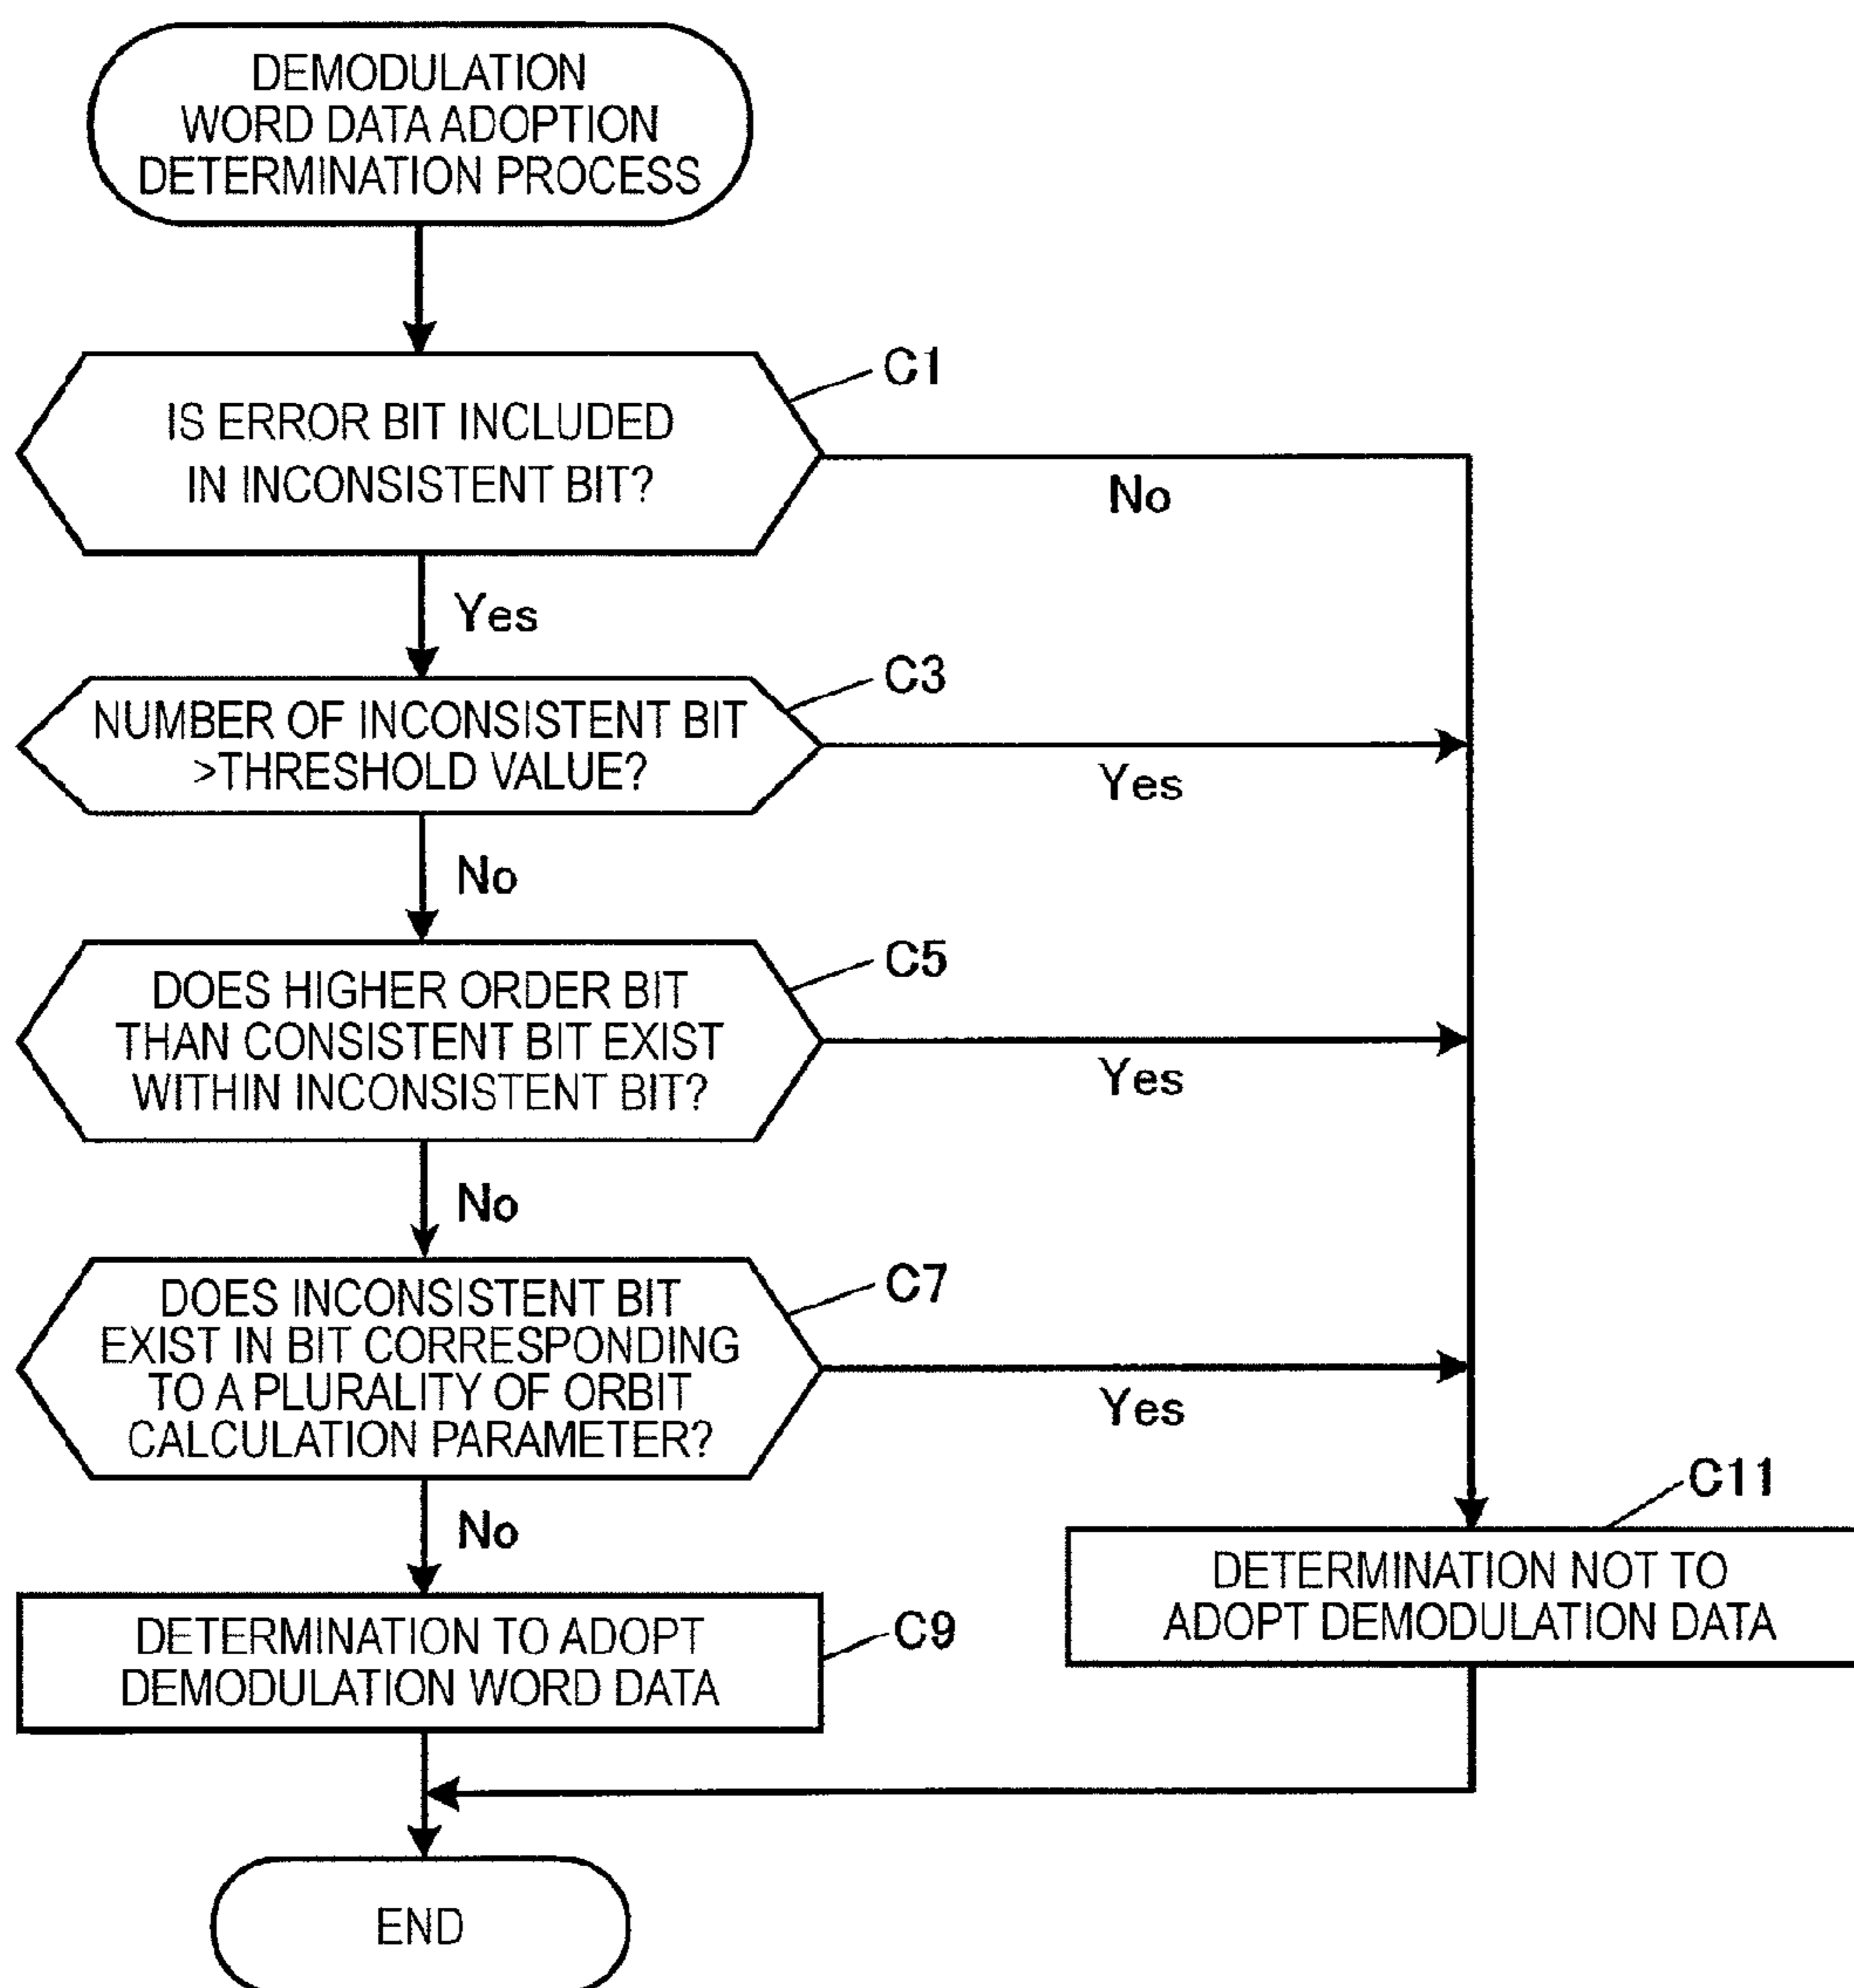 DEMODULATION
WORD DATA ADOPTION
DETERMINATION PROCESS
C1
IS ERROR BIT INCLUDED
IN INCONSISTENT BIT?
No
Yes
C3
NUMBER OF INCONSISTENT BIT
>THRESHOLD VALUE?
Yes
No
C5
DOES HIGHER ORDER BIT
THAN CONSISTENT BIT EXIST
WITHIN INCONSISTENT BIT?
Yes
No
C7
DOES INCONSISTENT BIT
EXIST IN BIT CORRESPONDING
TO A PLURALITY OF ORBIT
CALCULATION PARAMETER?
Yes
No
C9
DETERMINATION TO ADOPT
DEMODULATION WORD DATA
C11
DETERMINATION NOT TO
ADOPT DEMODULATION DATA
END